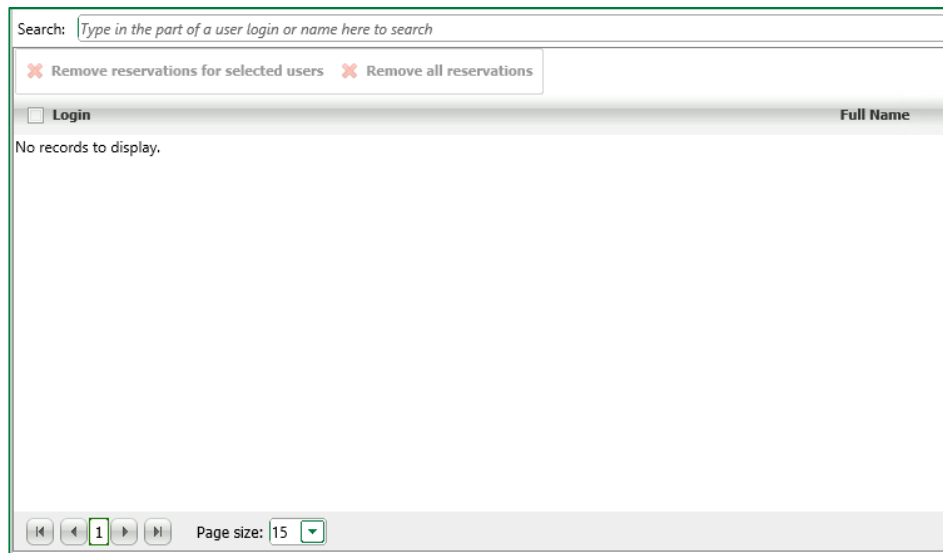 Search: Type in the part of a user login or name here to search
Remove reservations for selected users Remove all reservations
Login Full Name
No records to display.
1 Page size: 15